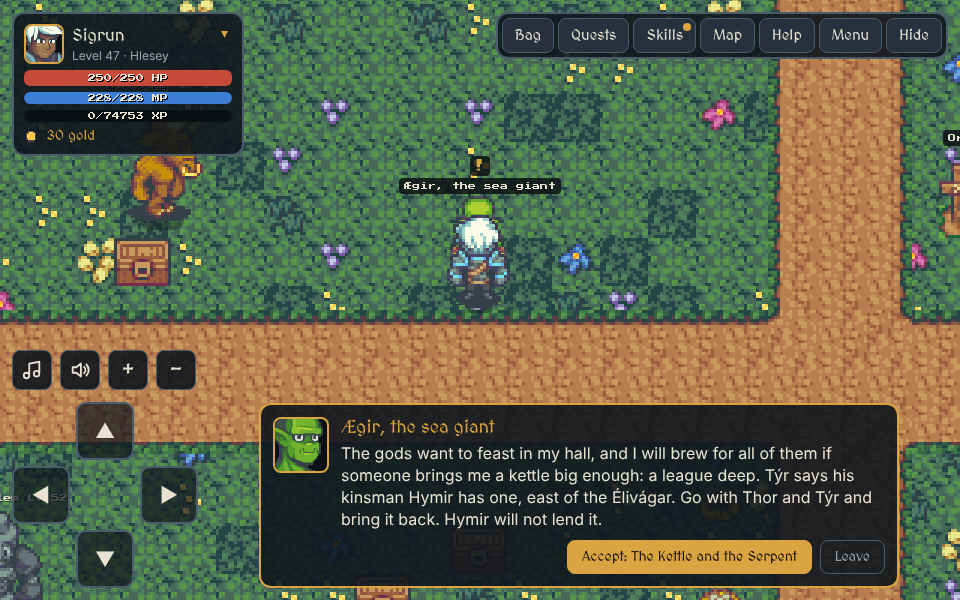 Sigrun
Level 47 · Hlesey
250/250 HP
228/228 MP
0/74753 XP
30 gold
Bag Quests Skills Map Help Menu Hide
!
Ægir, the sea giant
+ -
Ægir, the sea giant
The gods want to feast in my hall, and I will brew for all of them if
someone brings me a kettle big enough: a league deep. Týr says his
kinsman Hymir has one, east of the Élivágar. Go with Thor and Týr and
bring it back. Hymir will not lend it.
Accept: The Kettle and the Serpent
Leave